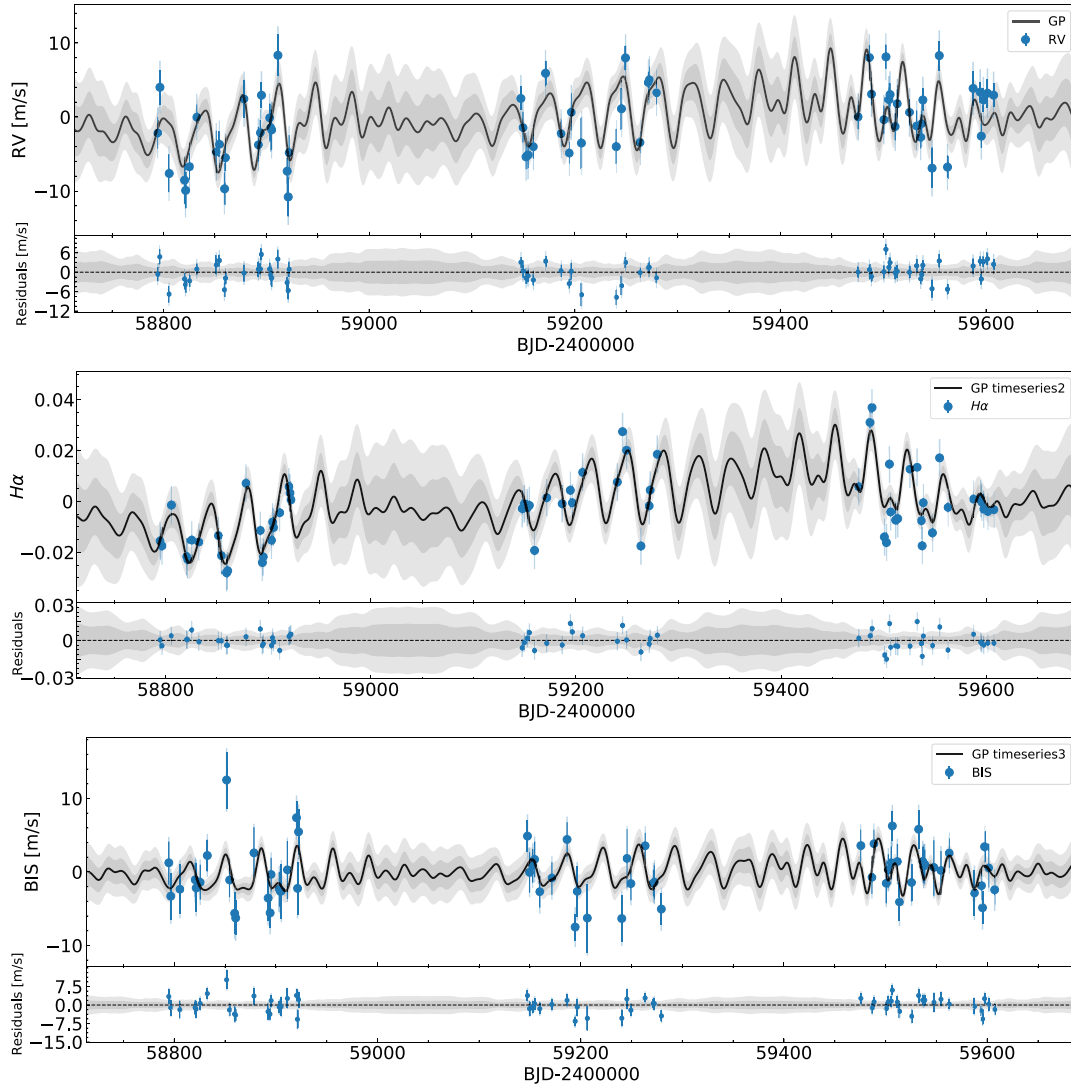 GP
RV
10
0
−10
RV [m/s]
6
0
−6
−12
Residuals [m/s]
58800 59000 59200 59400 59600
BJD-2400000
GP timeseries2
Hα
0.04
0.02
0
−0.02
Hα
0.03
0
−0.03
Residuals
58800 59000 59200 59400 59600
BJD-2400000
GP timeseries3
BIS
10
0
−10
BIS [m/s]
7.5
0.0
−7.5
−15.0
Residuals [m/s]
58800 59000 59200 59400 59600
BJD-2400000